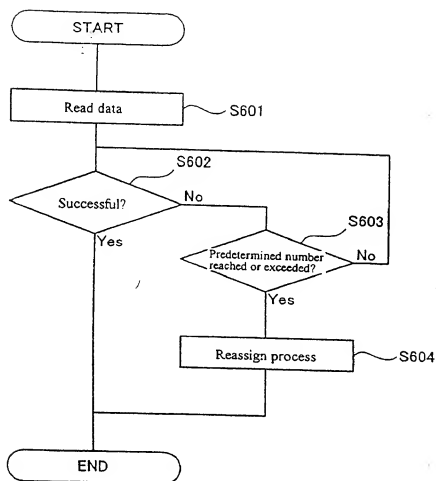 START
Read data
S601
S602
Successful?
No
Yes
S603
Predetermined number
reached or exceeded?
No
Yes
Reassign process
S604
END